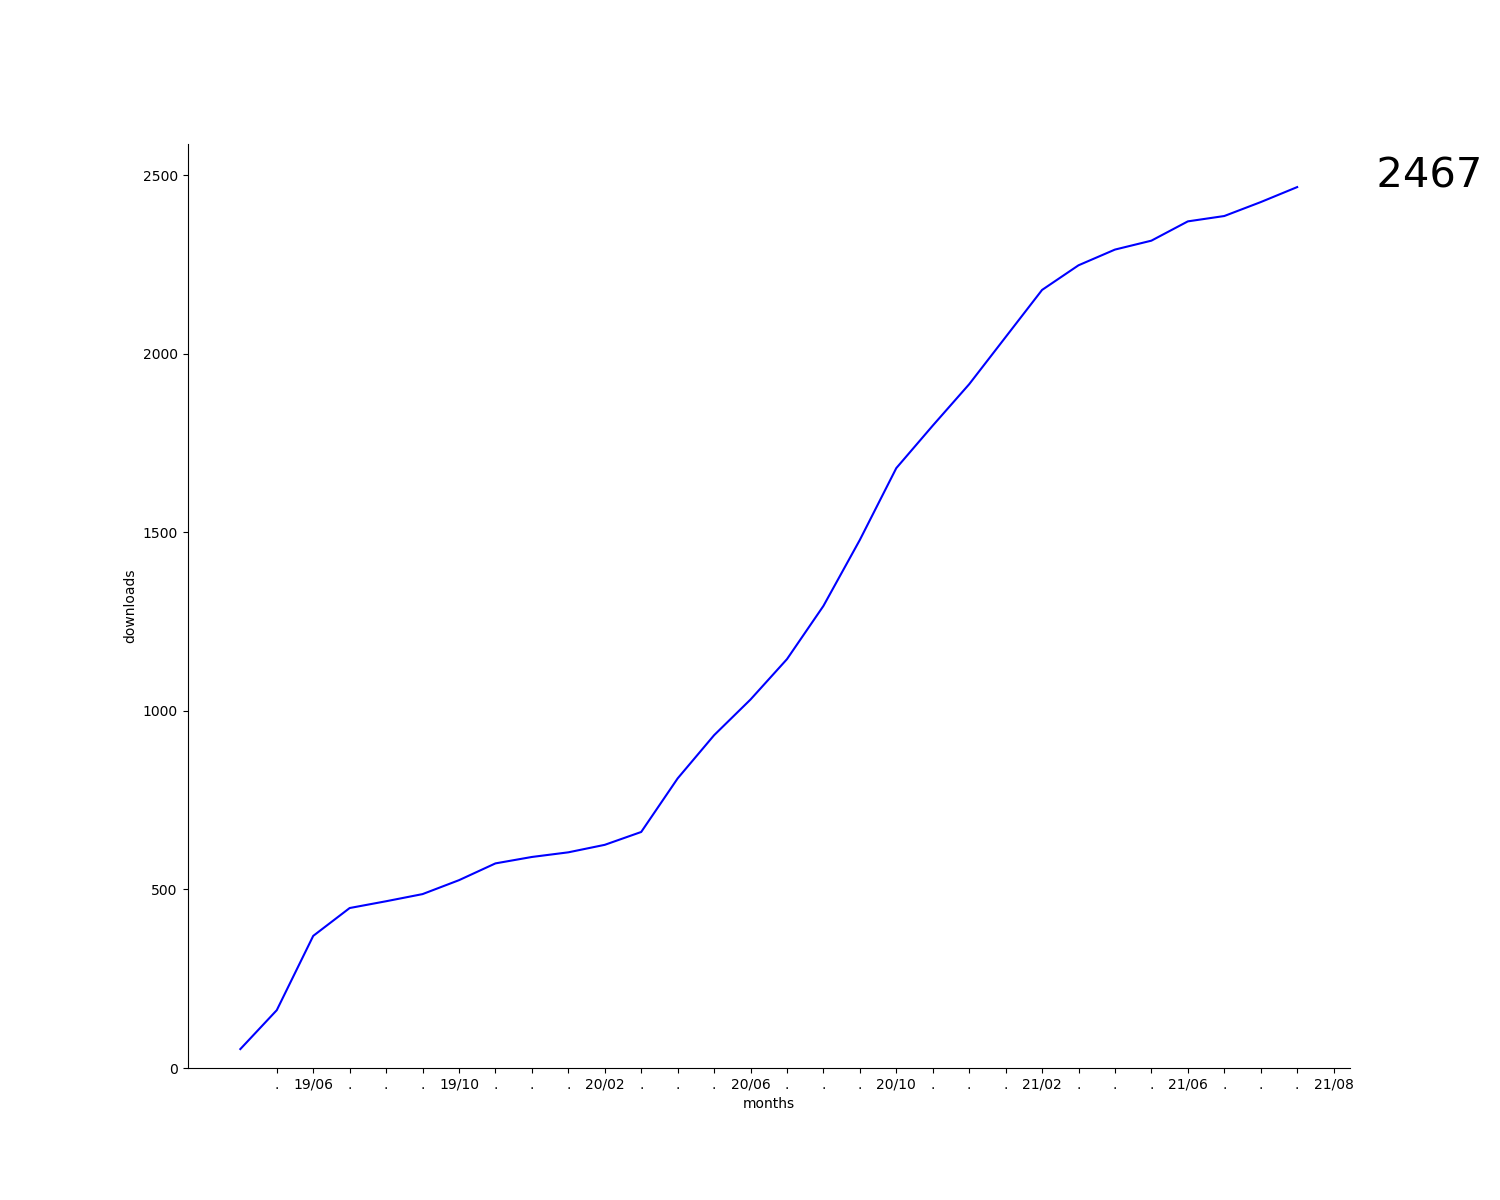 2467
2500
2000
1500
1000
500
0
downloads
. 19/06 . . . 19/10 . . . 20/02 . . . 20/06 . . . 20/10 . . . 21/02 . . . 21/06 . . . 21/08
months